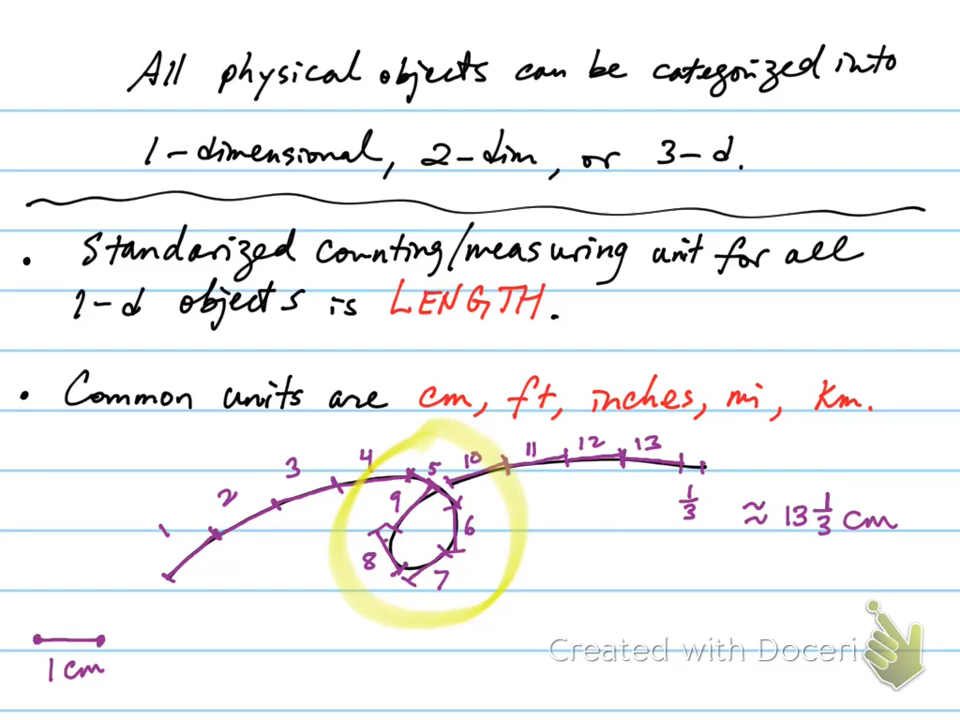 All physical objects can be categorized into
1-dimensional, 2-dim, or 3-d.
• Standarized counting/measuring unit for all
1-d objects is LENGTH.
• Common units are cm, ft, inches, mi, km.
1 2 3 4 5 6 7 8 9 10 11 12 13 1/3 ≈ 13 1/3 cm
Created with Doceri
1 cm